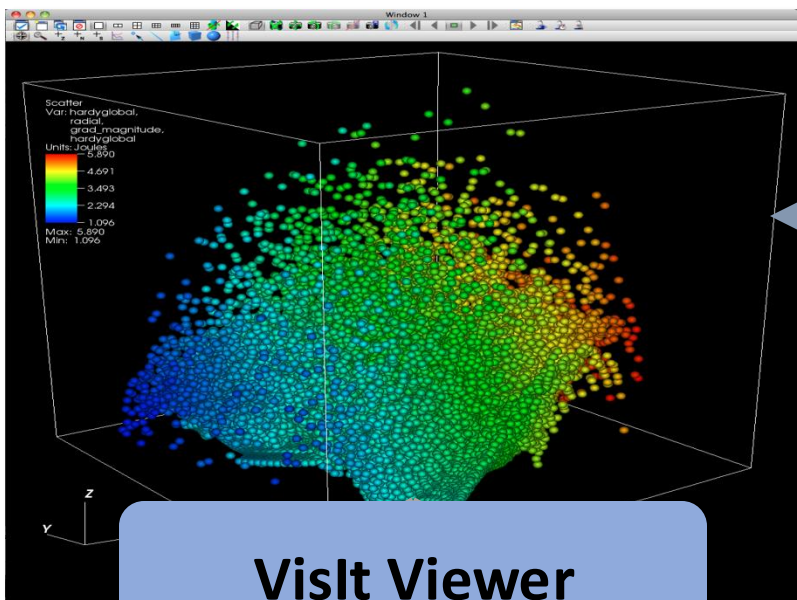 Window 1
Scatter
Var: hardyglobal,
radial,
grad_magnitude,
hardyglobal
Units: Joules
5.890
4.691
3.493
2.294
1.096
Max: 5.890
Min: 1.096
Z
Y
VisIt Viewer